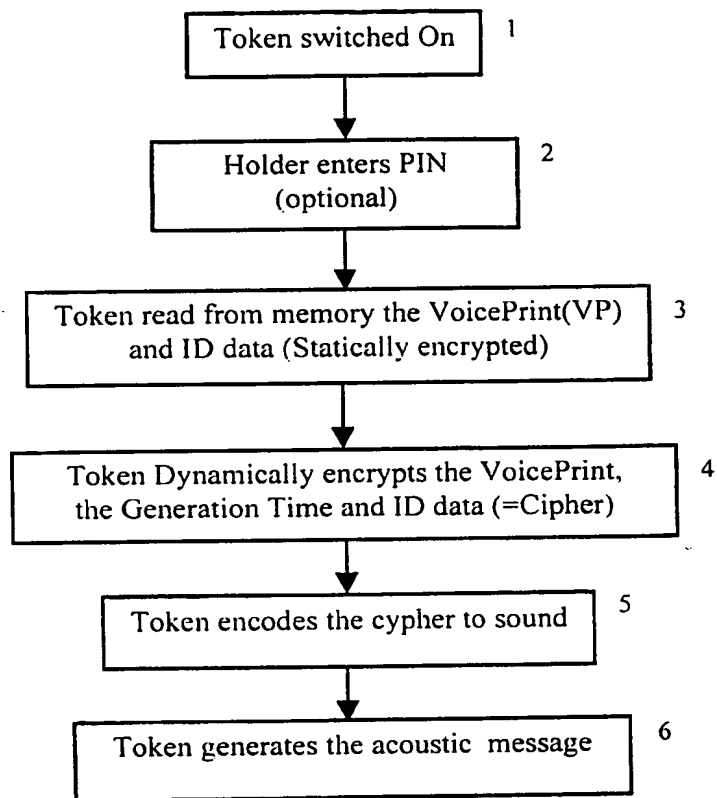 Token switched On
1
Holder enters PIN
(optional)
2
Token read from memory the VoicePrint(VP)
and ID data (Statically encrypted)
3
Token Dynamically encrypts the VoicePrint,
the Generation Time and ID data (=Cipher)
4
Token encodes the cypher to sound
5
Token generates the acoustic message
6